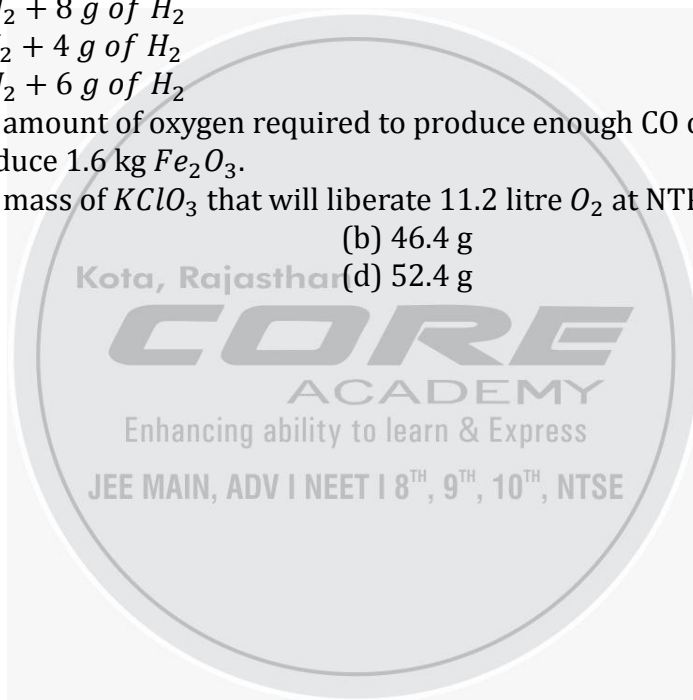 ₂ + 8 g of H₂
₂ + 4 g of H₂
₂ + 6 g of H₂
amount of oxygen required to produce enough CO
duce 1.6 kg Fe₂O₃.
mass of KClO₃ that will liberate 11.2 litre O₂ at NTP
(b) 46.4 g
Kota, Rajasthan (d) 52.4 g
CORE
ACADEMY
Enhancing ability to learn & Express
JEE MAIN, ADV I NEET I 8ᵀᴴ, 9ᵀᴴ, 10ᵀᴴ, NTSE